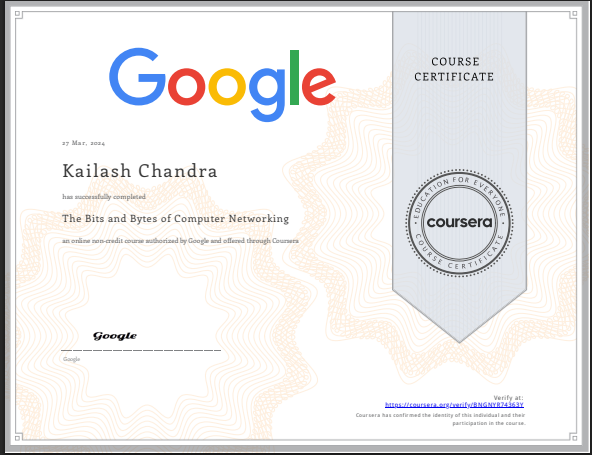 Google
COURSE
CERTIFICATE
27 Mar, 2024
Kailash Chandra
has successfully completed
The Bits and Bytes of Computer Networking
an online non-credit course authorized by Google and offered through Coursera
EDUCATION FOR EVERYONE
coursera
COURSE CERTIFICATE
Google
Google
Verify at:
https://coursera.org/verify/BNGNYR74363Y
Coursera has confirmed the identity of this individual and their
participation in the course.